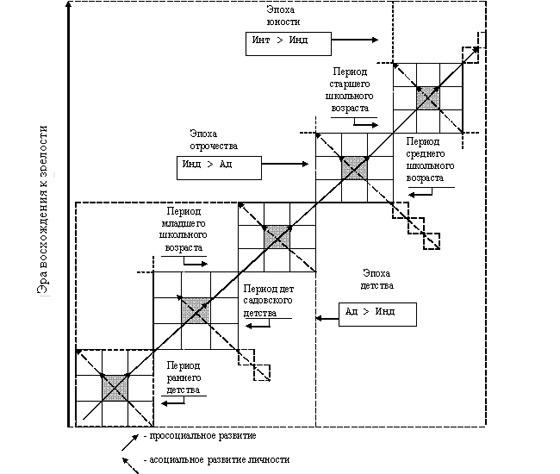 Эпоха
юности
Инт > Инд
Период
старшего
школьного
возраста
Эпоха
отрочества
Инд > Ад
Период
среднего
школьного
возраста
Эра восхождения к зрелости
Период
младшего
школьного
возраста
Период дет
садовского
детства
Эпоха
детства
Ад > Инд
Период
раннего
детства
- просоциальное развитие
- асоциальное развитие личности